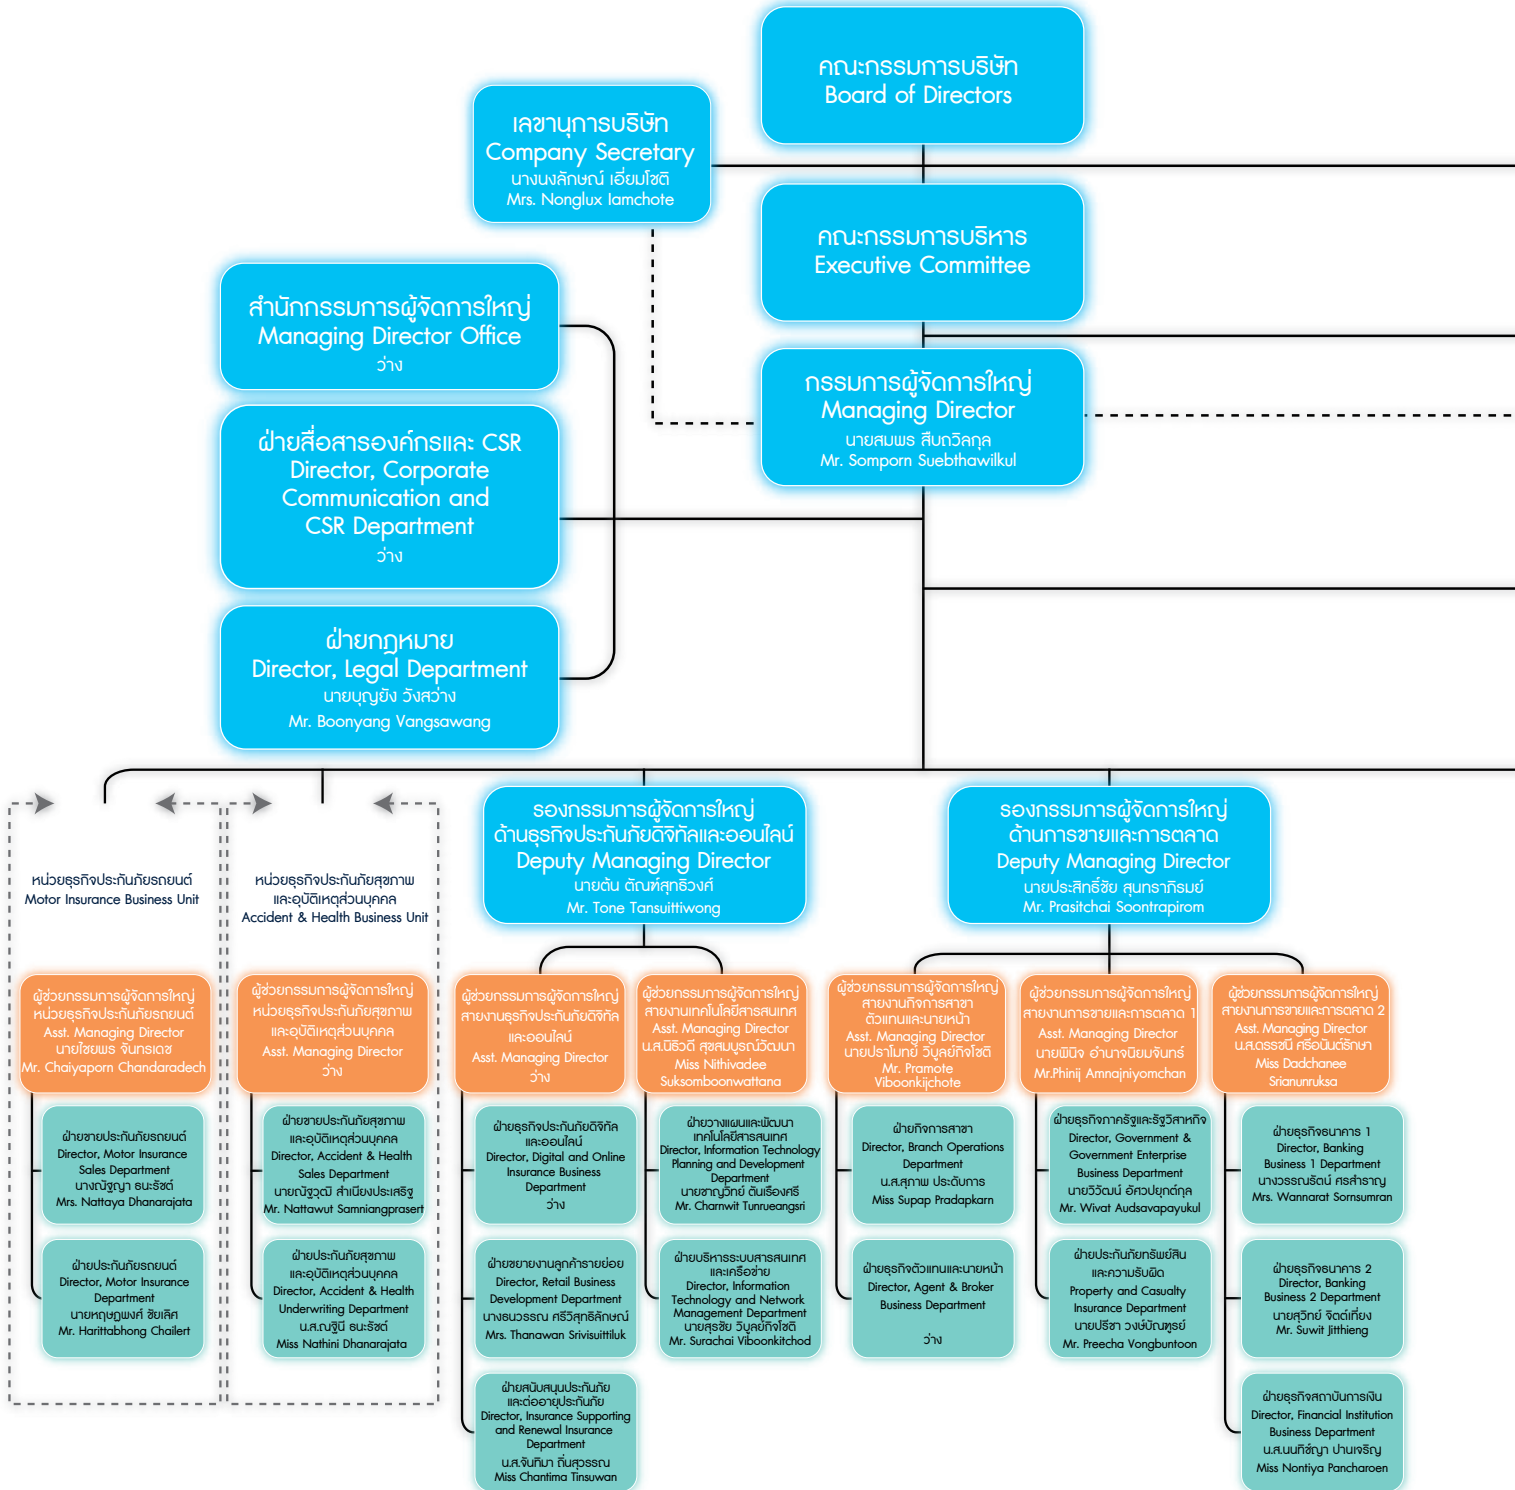 คณะกรรมการบริษัท
Board of Directors
เลขานุการบริษัท
Company Secretary
นางนงลักษณ์ เอี่ยมโชติ
Mrs. Nonglux Iamchote
คณะกรรมการบริหาร
Executive Committee
สำนักกรรมการผู้จัดการใหญ่
Managing Director Office
ว่าง
กรรมการผู้จัดการใหญ่
Managing Director
นายสมพร สืบถวิลกุล
Mr. Somporn Suebthawilkul
ฝ่ายสื่อสารองค์กรและ CSR
Director, Corporate
Communication and
CSR Department
ว่าง
ฝ่ายกฎหมาย
Director, Legal Department
นายบุญยัง วังสว่าง
Mr. Boonyang Vangsawang
หน่วยธุรกิจประกันภัยรถยนต์
Motor Insurance Business Unit
หน่วยธุรกิจประกันภัยสุขภาพ
และอุบัติเหตุส่วนบุคคล
Accident & Health Business Unit
รองกรรมการผู้จัดการใหญ่
ด้านธุรกิจประกันภัยดิจิทัลและออนไลน์
Deputy Managing Director
นายต้น ตัณฑ์สุทธิวงศ์
Mr. Tone Tansuittiwong
รองกรรมการผู้จัดการใหญ่
ด้านการขายและการตลาด
Deputy Managing Director
นายประสิทธิ์ชัย สุนทราภิรมย์
Mr. Prasitchai Soontrapirom
ผู้ช่วยกรรมการผู้จัดการใหญ่
หน่วยธุรกิจประกันภัยรถยนต์
Asst. Managing Director
นายไชยพร จันทรเดช
Mr. Chaiyaporn Chandaradech
ผู้ช่วยกรรมการผู้จัดการใหญ่
หน่วยธุรกิจประกันภัยสุขภาพ
และอุบัติเหตุส่วนบุคคล
Asst. Managing Director
ว่าง
ผู้ช่วยกรรมการผู้จัดการใหญ่
สายงานธุรกิจประกันภัยดิจิทัล
และออนไลน์
Asst. Managing Director
ว่าง
ผู้ช่วยกรรมการผู้จัดการใหญ่
สายงานเทคโนโลยีสารสนเทศ
Asst. Managing Director
น.ส.นิธิวดี สุขสมบูรณ์วัฒนา
Miss Nithivadee
Suksomboonwattana
ผู้ช่วยกรรมการผู้จัดการใหญ่
สายงานกิจการสาขา
ตัวแทนและนายหน้า
Asst. Managing Director
นายปราโมทย์ วิบูลย์กิจโชติ
Mr. Pramote
Viboonkijchote
ผู้ช่วยกรรมการผู้จัดการใหญ่
สายงานการขายและการตลาด 1
Asst. Managing Director
นายพินิจ อำนาจนิยมจันทร์
Mr.Phinij Amnajniyomchan
ผู้ช่วยกรรมการผู้จัดการใหญ่
สายงานการขายและการตลาด 2
Asst. Managing Director
น.ส.ดรรชนี ศรีอนันต์รักษา
Miss Dadchanee
Srianunruksa
ฝ่ายขายประกันภัยรถยนต์
Director, Motor Insurance
Sales Department
นางณัฐญา ธนะรัชต์
Mrs. Nattaya Dhanarajata
ฝ่ายขายประกันภัยสุขภาพ
และอุบัติเหตุส่วนบุคคล
Director, Accident & Health
Sales Department
นายณัฐวุฒิ สำเนียงประเสริฐ
Mr. Nattawut Samniangprasert
ฝ่ายธุรกิจประกันภัยดิจิทัล
และออนไลน์
Director, Digital and Online
Insurance Business
Department
ว่าง
ฝ่ายวางแผนและพัฒนา
เทคโนโลยีสารสนเทศ
Director, Information Technology
Planning and Development
Department
นายชาญวิทย์ ตันเรืองศรี
Mr. Charnwit Tunrueangsri
ฝ่ายกิจการสาขา
Director, Branch Operations
Department
น.ส.สุภาพ ประดับการ
Miss Supap Pradapkarn
ฝ่ายธุรกิจภาครัฐและรัฐวิสาหกิจ
Director, Government &
Government Enterprise
Business Department
นายวิวัฒน์ อัศวปยุกต์กุล
Mr. Wivat Audsavapayukul
ฝ่ายธุรกิจธนาคาร 1
Director, Banking
Business 1 Department
นางวรรณรัตน์ ศรสำราญ
Mrs. Wannarat Sornsumran
ฝ่ายประกันภัยรถยนต์
Director, Motor Insurance
Department
นายหฤษฎพงศ์ ชัยเลิศ
Mr. Harittabhong Chailert
ฝ่ายประกันภัยสุขภาพ
และอุบัติเหตุส่วนบุคคล
Director, Accident & Health
Underwriting Department
น.ส.ณฐินี ธนะรัชต์
Miss Nathini Dhanarajata
ฝ่ายขยายงานลูกค้ารายย่อย
Director, Retail Business
Development Department
นางธนวรรณ ศรีวิสุทธิลักษณ์
Mrs. Thanawan Srivisuittiluk
ฝ่ายบริหารระบบสารสนเทศ
และเครือข่าย
Director, Information
Technology and Network
Management Department
นายสุรชัย วิบูลย์กิจโชติ
Mr. Surachai Viboonkitchod
ฝ่ายธุรกิจตัวแทนและนายหน้า
Director, Agent & Broker
Business Department
ว่าง
ฝ่ายประกันภัยทรัพย์สิน
และความรับผิด
Property and Casualty
Insurance Department
นายปรีชา วงษ์บัณฑูรย์
Mr. Preecha Vongbuntoon
ฝ่ายธุรกิจธนาคาร 2
Director, Banking
Business 2 Department
นายสุวิทย์ จิตต์เที่ยง
Mr. Suwit Jitthieng
ฝ่ายสนับสนุนประกันภัย
และต่ออายุประกันภัย
Director, Insurance Supporting
and Renewal Insurance
Department
น.ส.จันทิมา ถิ่นสุวรรณ
Miss Chantima Tinsuwan
ฝ่ายธุรกิจสถาบันการเงิน
Director, Financial Institution
Business Department
น.ส.นนทิช์ญา ปานเจริญ
Miss Nontiya Pancharoen